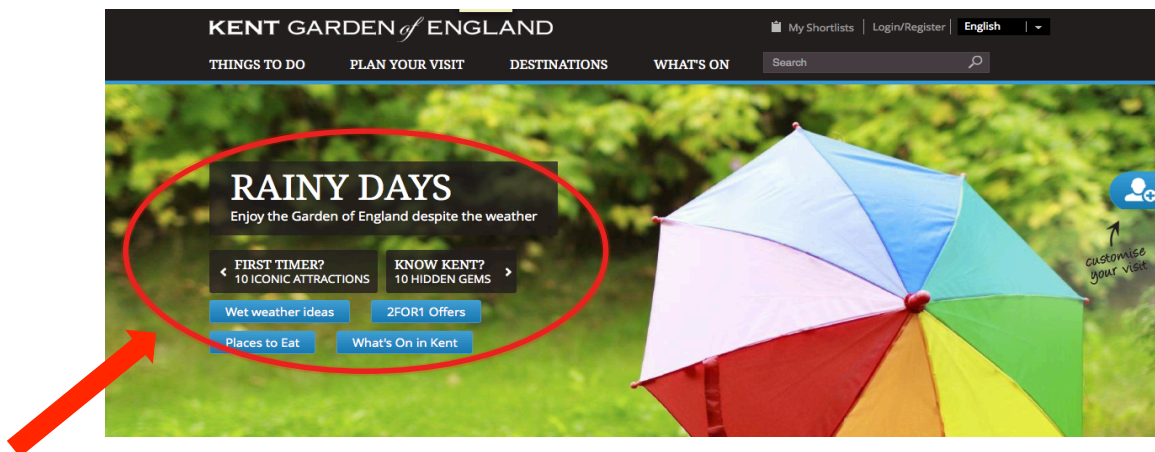 KENT GARDEN of ENGLAND
My Shortlists
Login/Register
English
THINGS TO DO
PLAN YOUR VISIT
DESTINATIONS
WHAT'S ON
Search
RAINY DAYS
Enjoy the Garden of England despite the weather
FIRST TIMER?
10 ICONIC ATTRACTIONS
KNOW KENT?
10 HIDDEN GEMS
Wet weather ideas
2FOR1 Offers
Places to Eat
What's On in Kent
customise
your visit